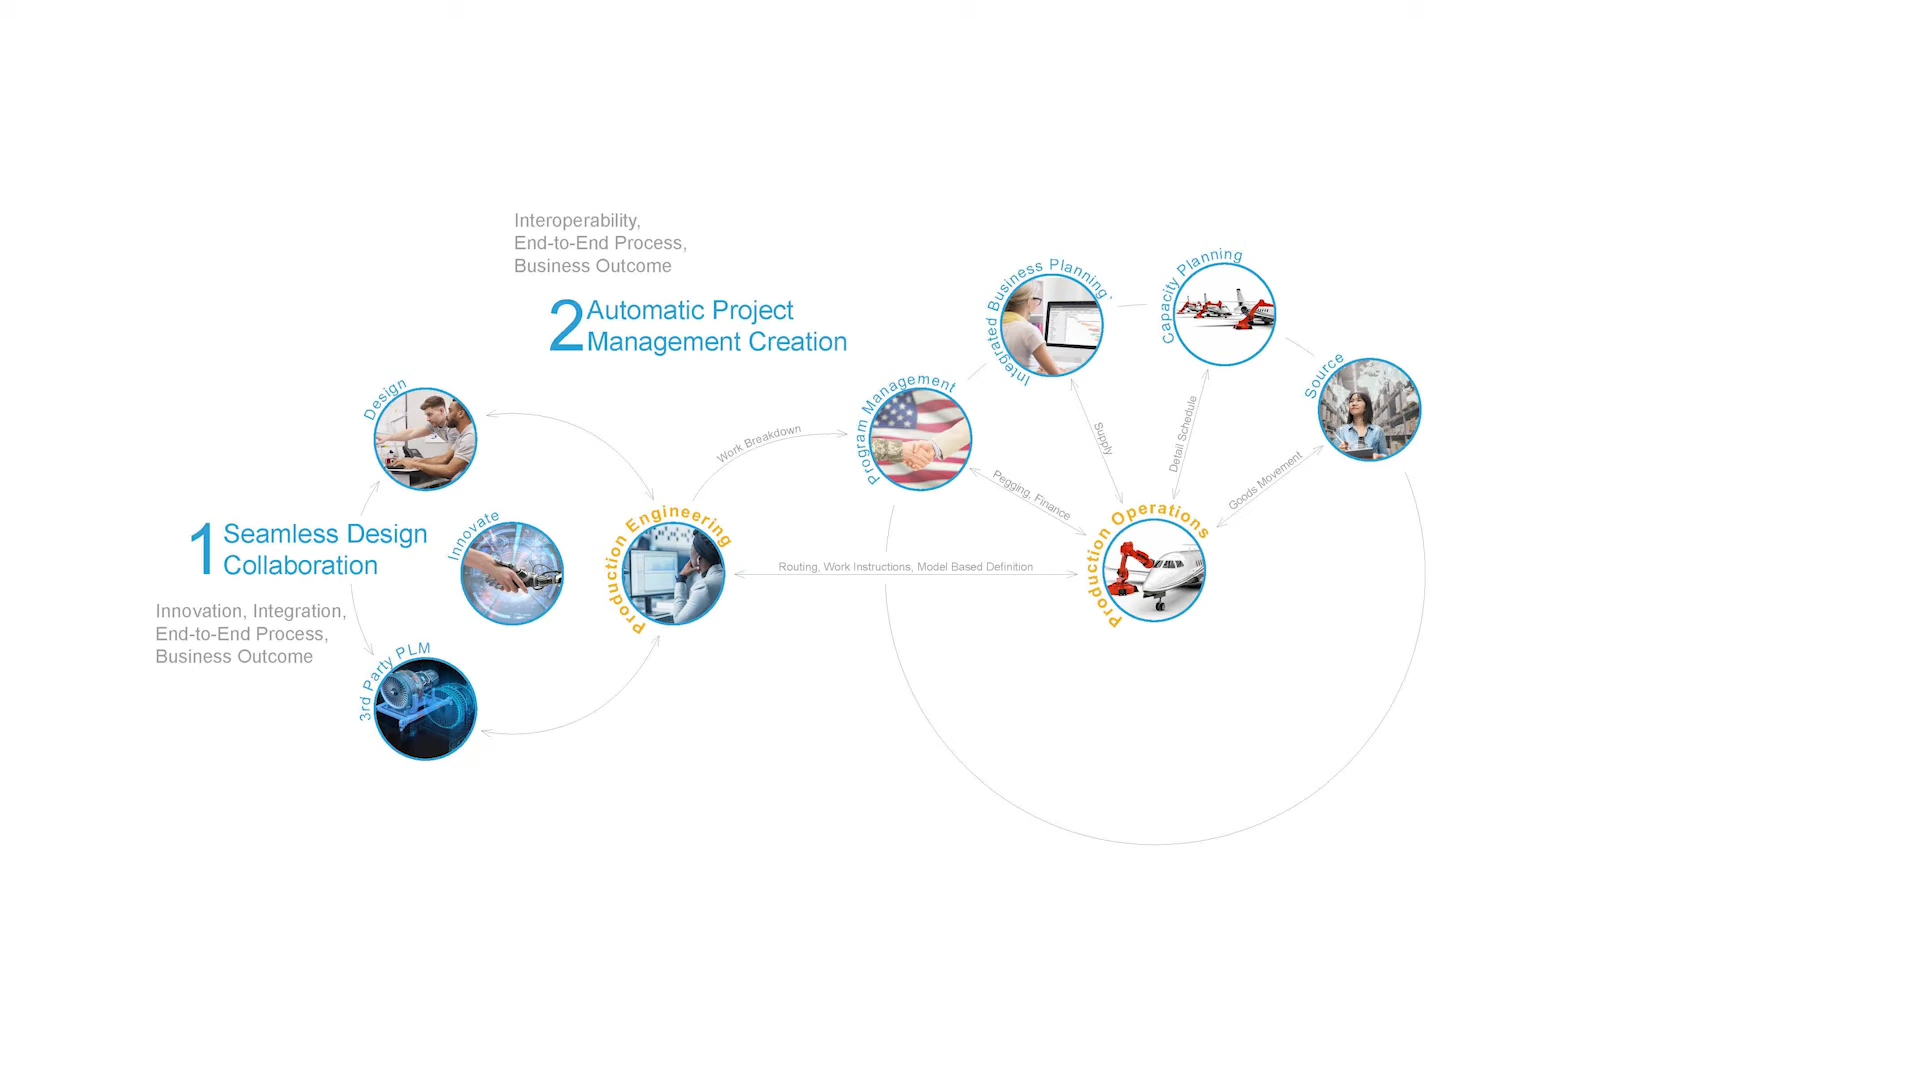 Interoperability,
End-to-End Process,
Business Outcome
2 Automatic Project
Management Creation
Integrated Business Planning`
Capacity Planning
Source
Program Management
Design
Work Breakdown
Supply
Detail Schedule
Pegging, Finance
Goods Movement
1 Seamless Design
Collaboration
Innovate
Production Engineering
Production Operations
Routing, Work Instructions, Model Based Definition
Innovation, Integration,
End-to-End Process,
Business Outcome
3rd Party PLM